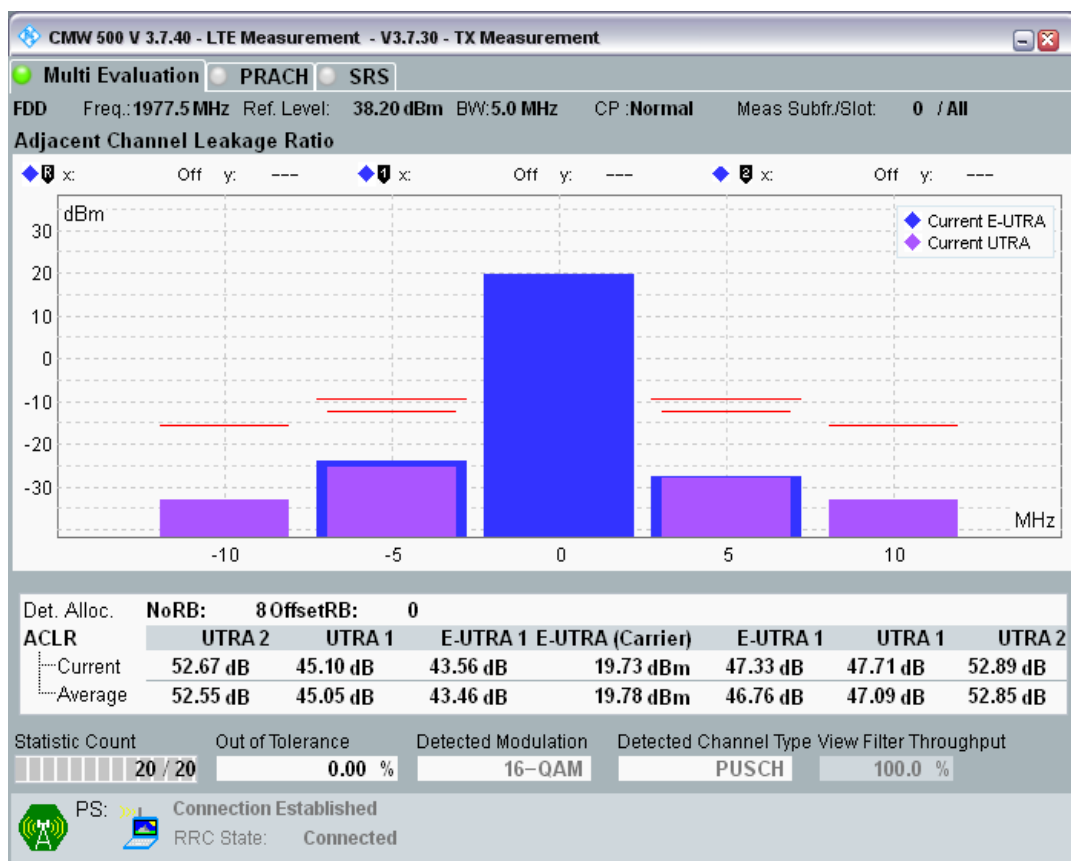 CMW 500 V 3.7.40 - LTE Measurement - V3.7.30 - TX Measurement
Multi Evaluation PRACH SRS
FDD Freq.: 1977.5 MHz Ref. Level: 38.20 dBm BW: 5.0 MHz CP : Normal Meas Subfr./Slot: 0 / All
Adjacent Channel Leakage Ratio
R x: Off y: --- 1 x: Off y: --- 2 x: Off y: ---
dBm
Current E-UTRA
Current UTRA
30
20
10
0
-10
-20
-30
MHz
-10 -5 0 5 10
Det. Alloc. NoRB: 8 OffsetRB: 0
ACLR UTRA 2 UTRA 1 E-UTRA 1 E-UTRA (Carrier) E-UTRA 1 UTRA 1 UTRA 2
Current 52.67 dB 45.10 dB 43.56 dB 19.73 dBm 47.33 dB 47.71 dB 52.89 dB
Average 52.55 dB 45.05 dB 43.46 dB 19.78 dBm 46.76 dB 47.09 dB 52.85 dB
Statistic Count Out of Tolerance Detected Modulation Detected Channel Type View Filter Throughput
20 / 20 0.00 % 16-QAM PUSCH 100.0 %
PS: Connection Established
RRC State: Connected